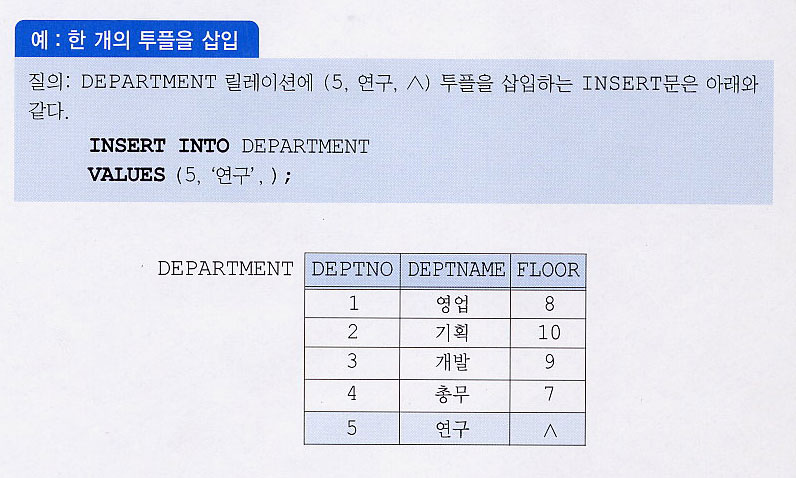 예 : 한 개의 투플을 삽입
질의: DEPARTMENT 릴레이션에 (5, 연구, ∧) 투플을 삽입하는 INSERT문은 아래와
같다.
INSERT INTO DEPARTMENT
VALUES (5, ‘연구’, );
DEPARTMENT DEPTNO DEPTNAME FLOOR
1 영업 8
2 기획 10
3 개발 9
4 총무 7
5 연구 ∧